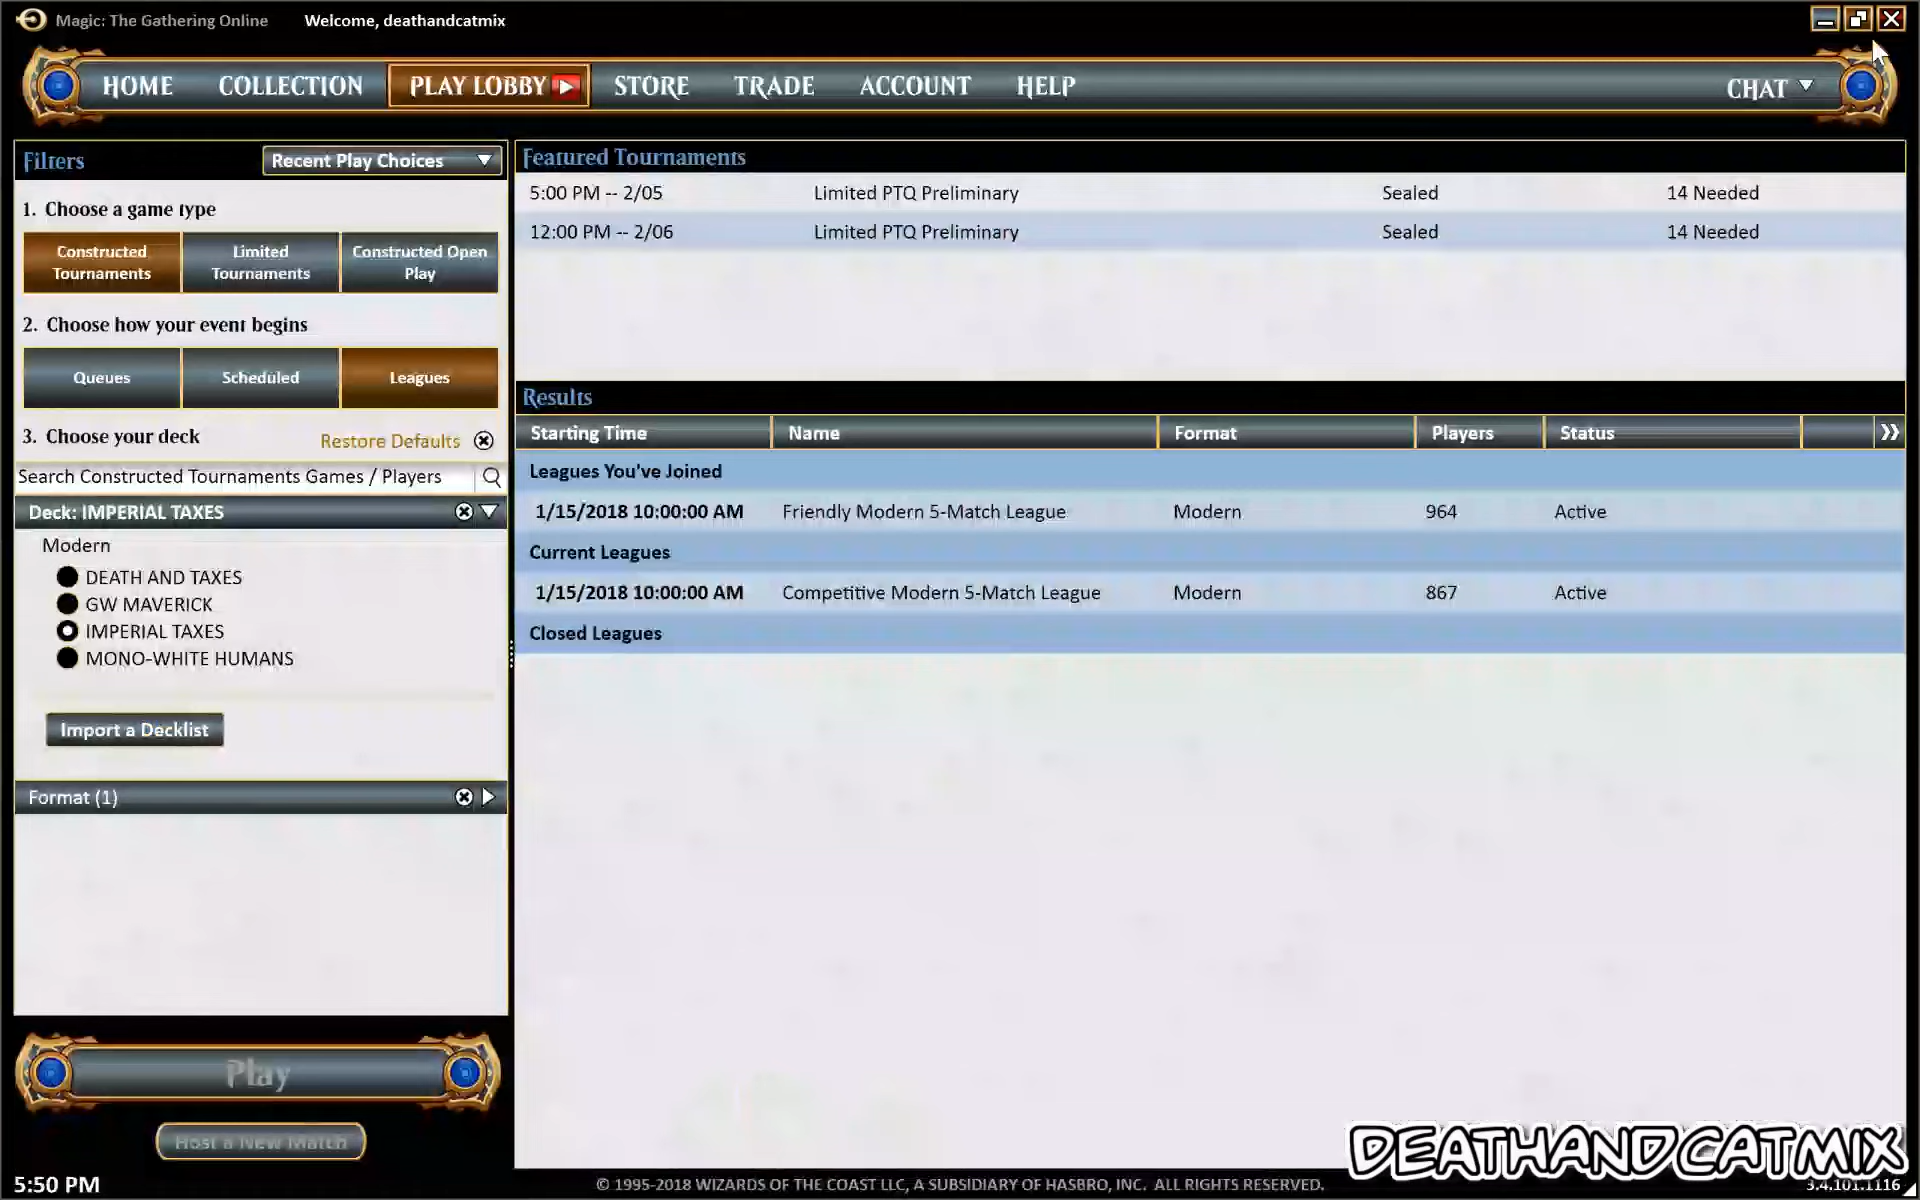 Magic: The Gathering Online
Welcome, deathandcatmix
HOME COLLECTION PLAY LOBBY STORE TRADE ACCOUNT HELP CHAT
Filters
Recent Play Choices
1. Choose a game type
Constructed Tournaments
Limited Tournaments
Constructed Open Play
2. Choose how your event begins
Queues
Scheduled
Leagues
3. Choose your deck
Restore Defaults
Search Constructed Tournaments Games / Players
Deck: IMPERIAL TAXES
Modern
DEATH AND TAXES
GW MAVERICK
IMPERIAL TAXES
MONO-WHITE HUMANS
Import a Decklist
Format (1)
Play
Host a New Match
5:50 PM
Featured Tournaments
5:00 PM -- 2/05 Limited PTQ Preliminary Sealed 14 Needed
12:00 PM -- 2/06 Limited PTQ Preliminary Sealed 14 Needed
Results
Starting Time Name Format Players Status
Leagues You've Joined
1/15/2018 10:00:00 AM Friendly Modern 5-Match League Modern 964 Active
Current Leagues
1/15/2018 10:00:00 AM Competitive Modern 5-Match League Modern 867 Active
Closed Leagues
DEATHANDCATMIX
© 1995-2018 WIZARDS OF THE COAST LLC, A SUBSIDIARY OF HASBRO, INC. ALL RIGHTS RESERVED.
3.4.101.1116